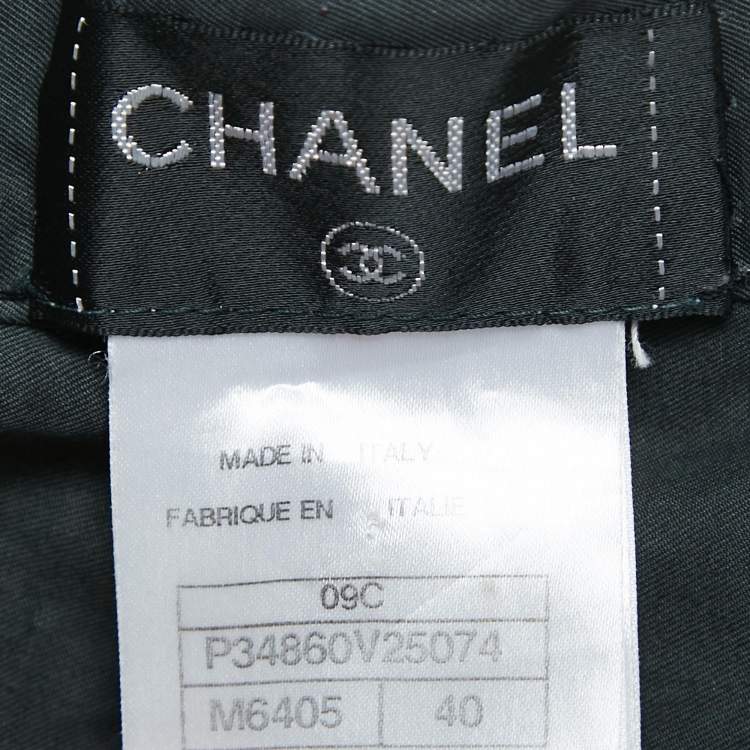 CHANEL
MADE IN ITALY
FABRIQUE EN ITALIE
09C
P34860V25074
M6405 40